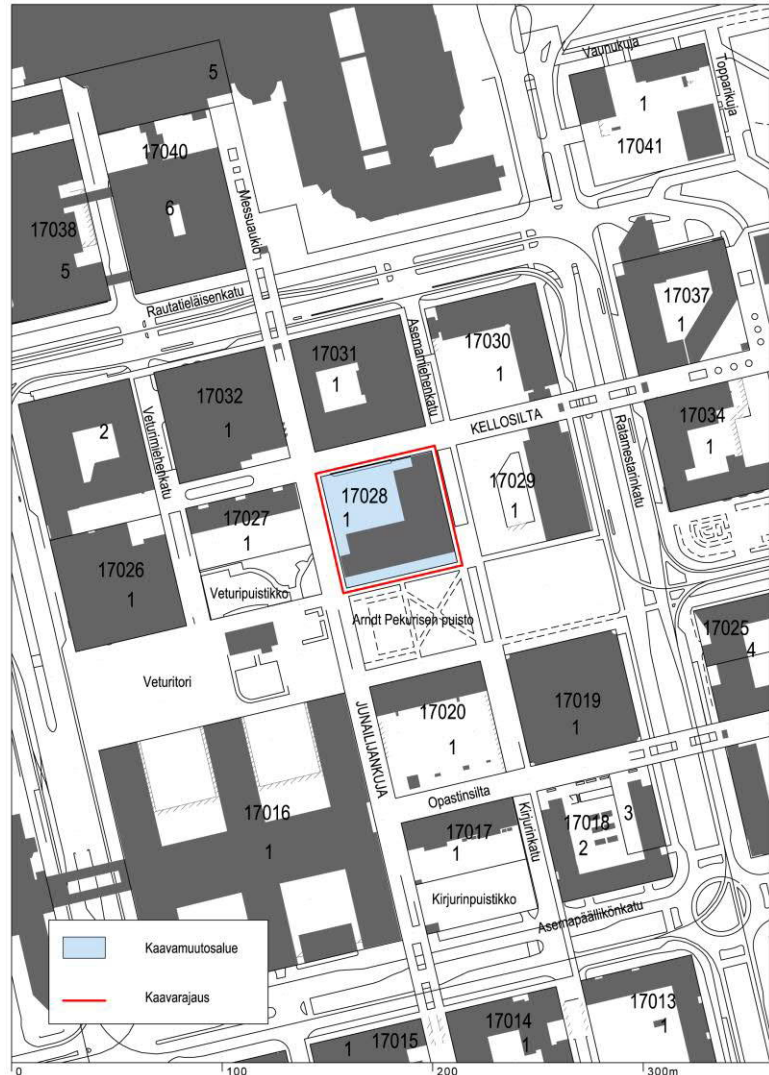 Vaunukuja
Topparikuja
5
1
17041
17040
Messuaukio
6
17038
5
17037
1
Rautatieläisenkatu
17031
1
Asemamiehenkatu
17030
1
17032
1
Veturimiehenkatu
2
KELLOSILTA
Ratamestarinkatu
17034
1
17028
1
17029
1
17027
1
17026
1
Veturipuistikko
Arndt Pekurisen puisto
17025
4
Veturitori
JUNAILIJANKUJA
17020
1
17019
1
Opastinsilta
17016
1
17017
1
Kirjurinkatu
17018
2
3
Kirjurinpuistikko
Asemapäällikönkatu
Kaavamuutosalue
Kaavarajaus
17013
1
17014
1
1
17015
0
100
200
300m